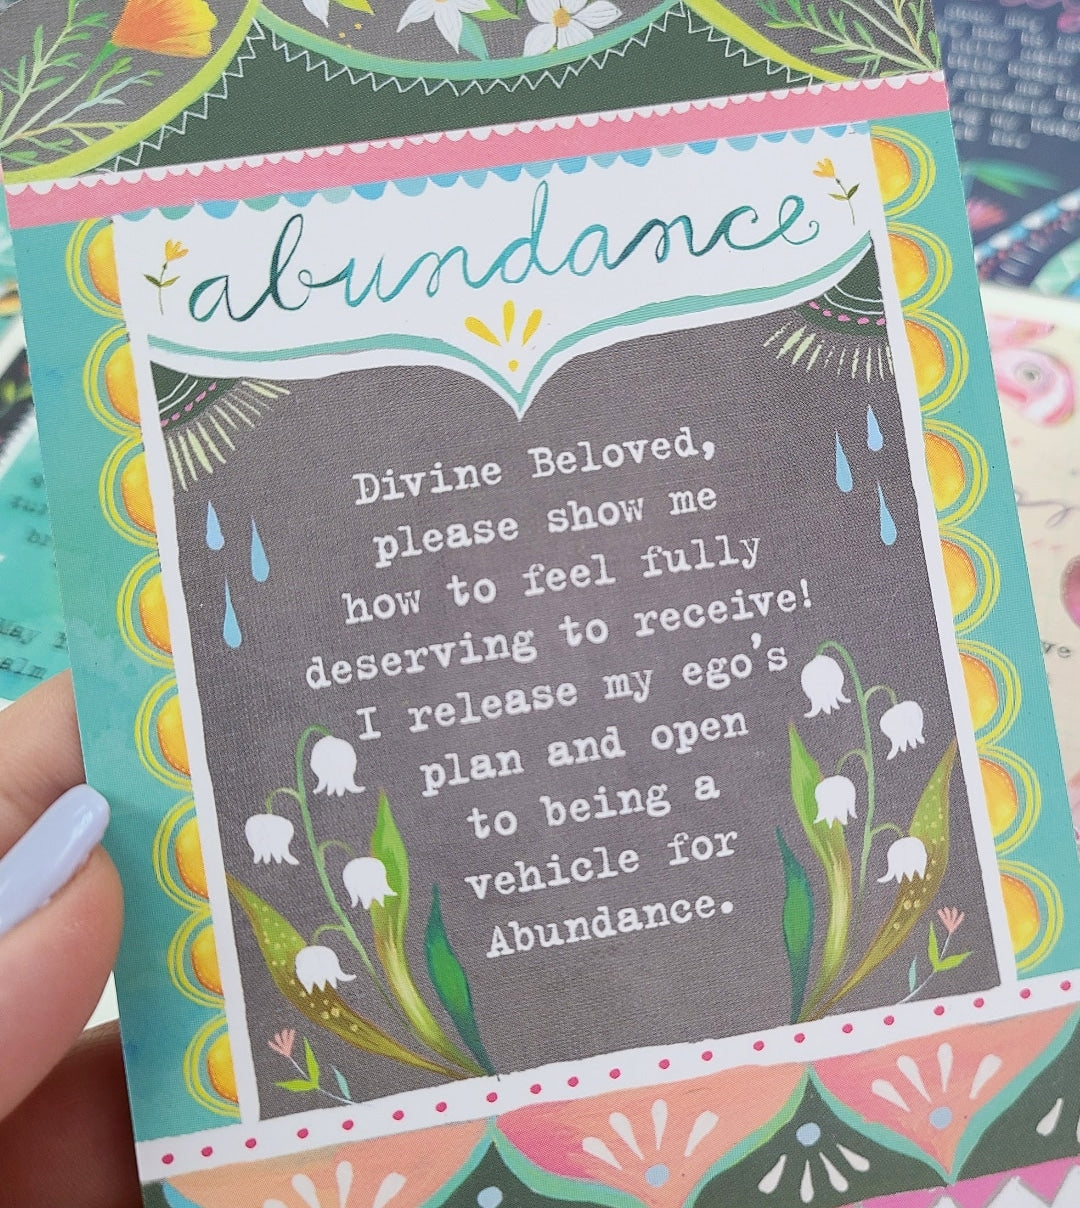 abundance
Divine Beloved,
please show me
how to feel fully
deserving to receive!
I release my ego's
plan and open
to being a
vehicle for
Abundance.